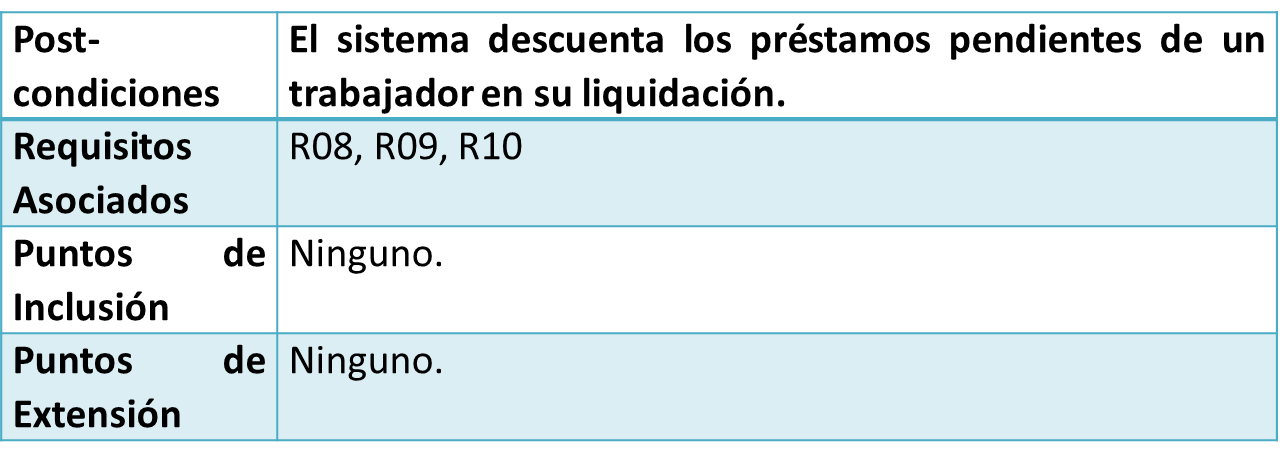 Post-
condiciones
El sistema descuenta los préstamos pendientes de un
trabajador en su liquidación.
Requisitos
Asociados
R08, R09, R10
Puntos de
Inclusión
Ninguno.
Puntos de
Extensión
Ninguno.